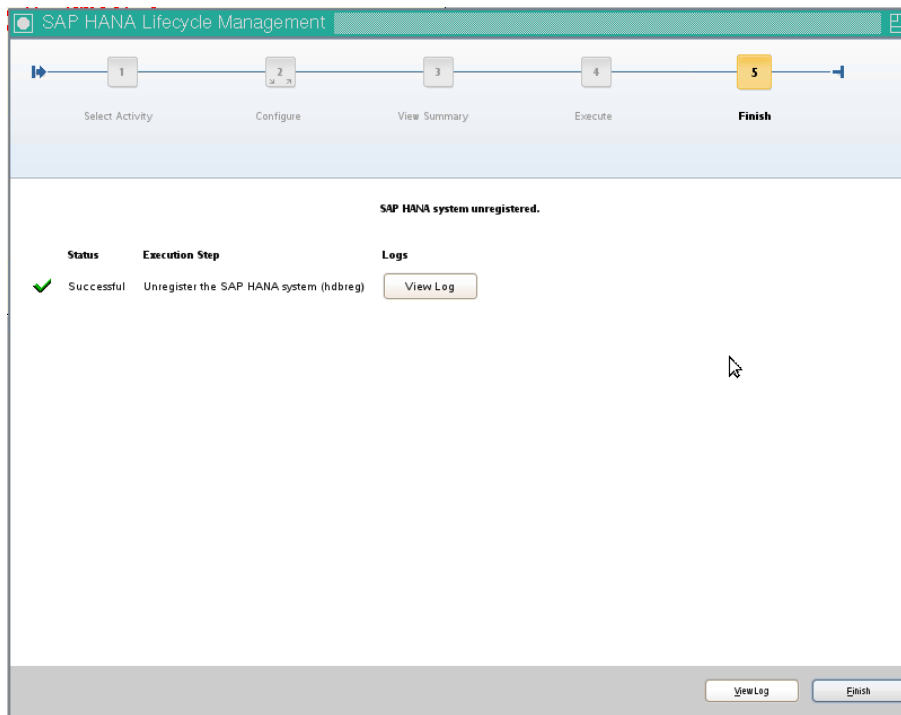 SAP HANA Lifecycle Management
1 2 3 4 5
Select Activity Configure View Summary Execute Finish
SAP HANA system unregistered.
Status Execution Step Logs
Successful Unregister the SAP HANA system (hdbreg) View Log
View Log Finish